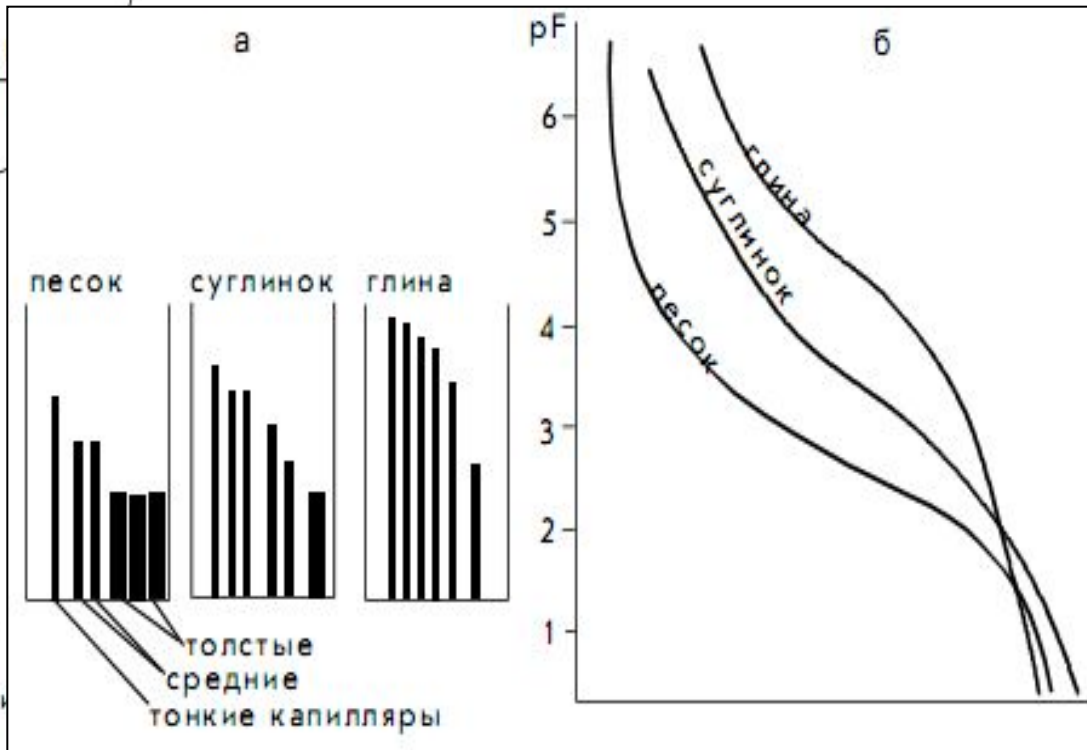 а
песок
суглинок
глина
толстые
средние
тонкие капилляры
pF
б
6
5
4
3
2
1
глина
суглинок
песок